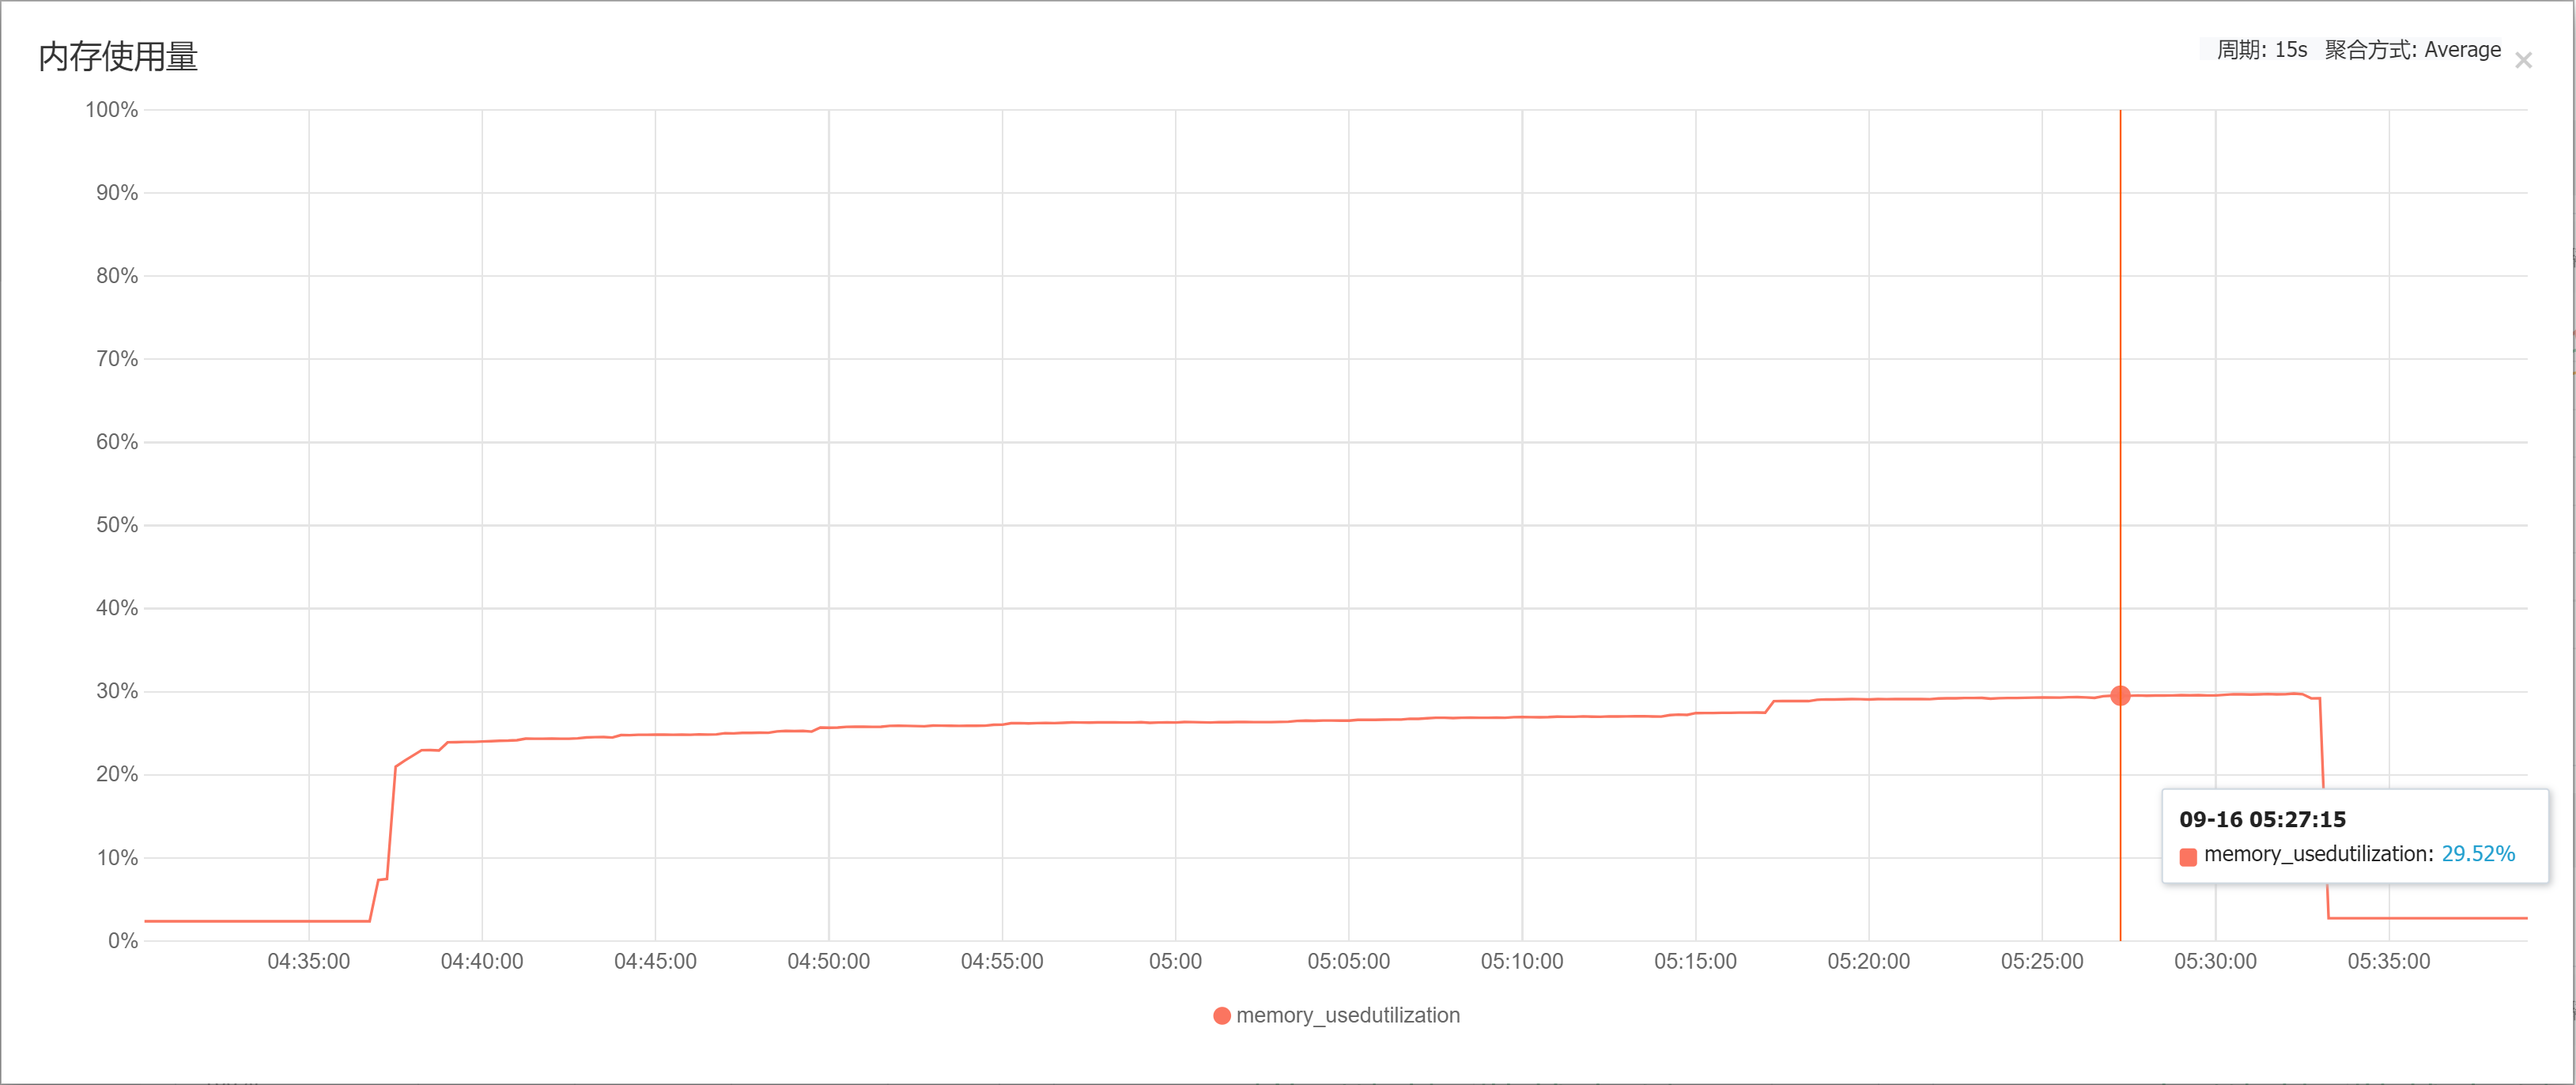 内存使用量
周期: 15s 聚合方式: Average
100%
90%
80%
70%
60%
50%
40%
30%
20%
10%
0%
09-16 05:27:15
memory_usedutilization: 29.52%
04:35:00 04:40:00 04:45:00 04:50:00 04:55:00 05:00 05:05:00 05:10:00 05:15:00 05:20:00 05:25:00 05:30:00 05:35:00
memory_usedutilization